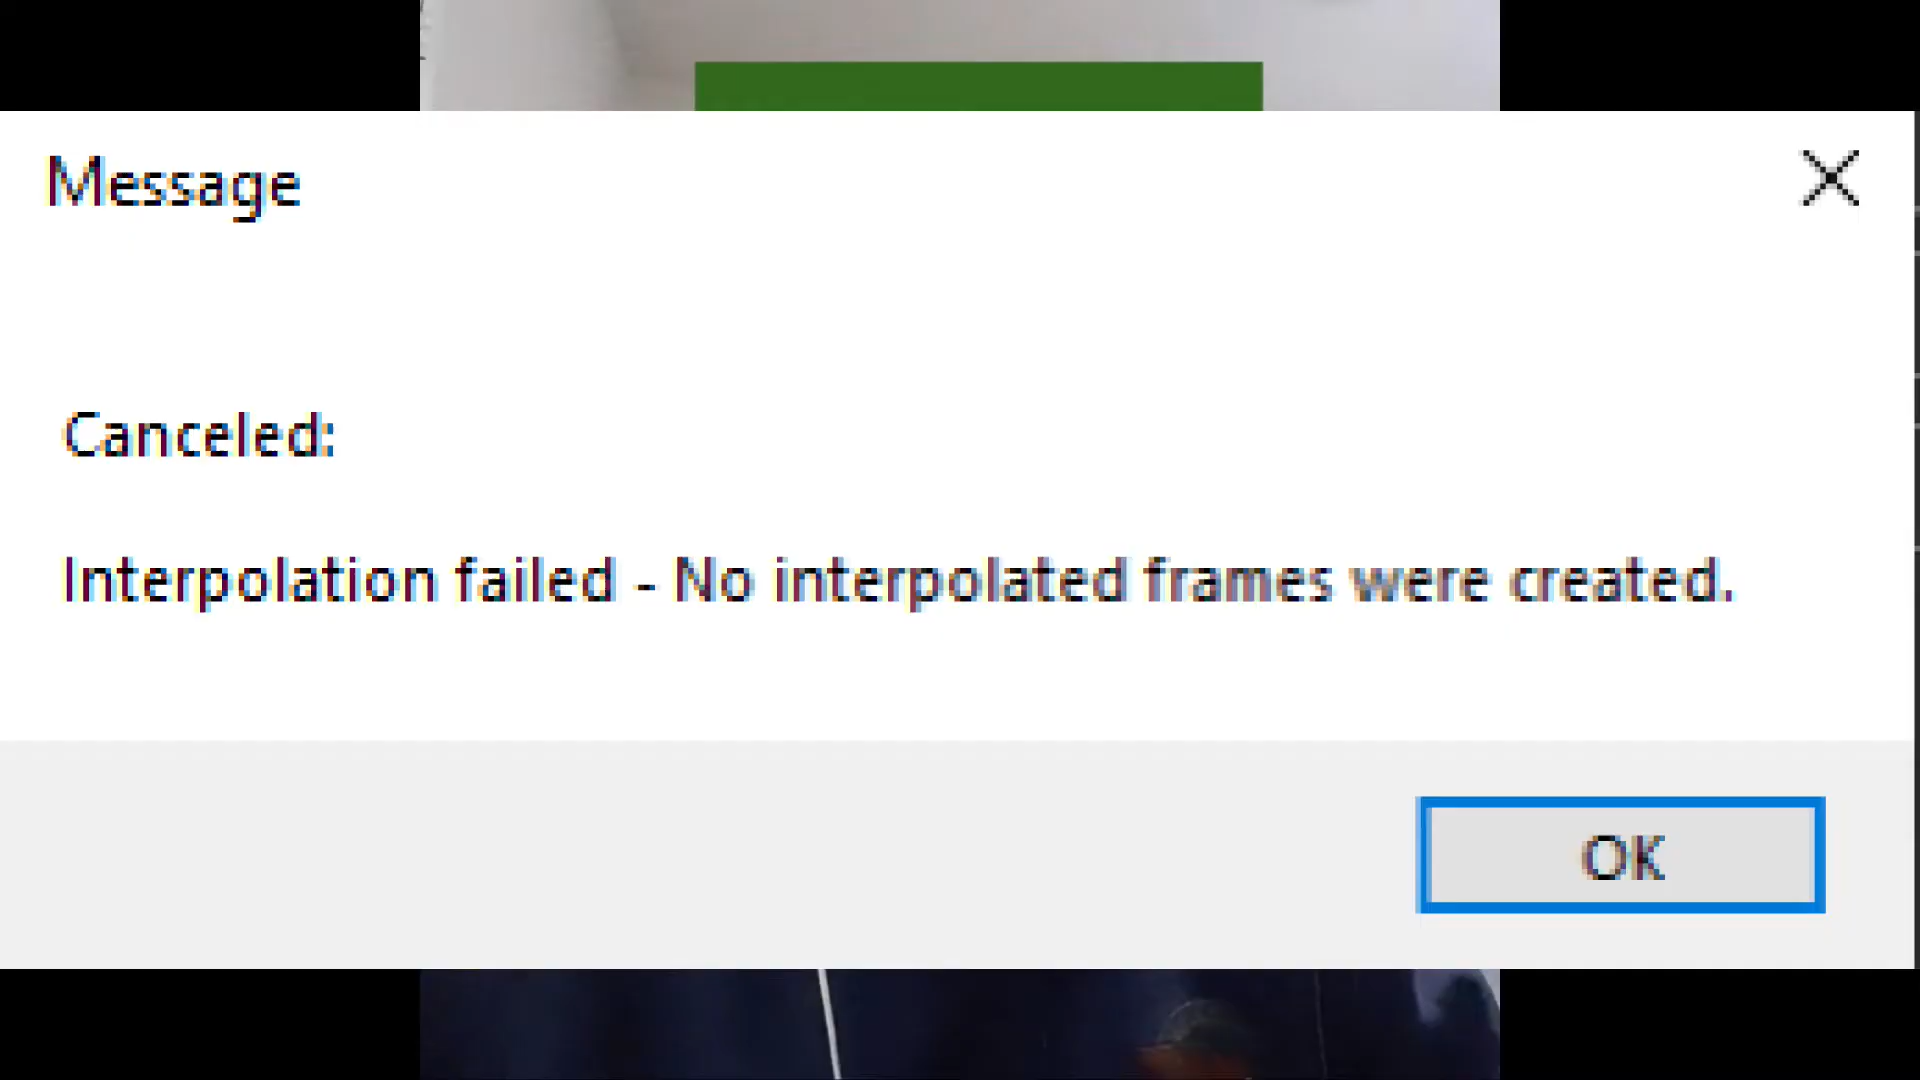 Message
Canceled:
Interpolation failed - No interpolated frames were created.
OK